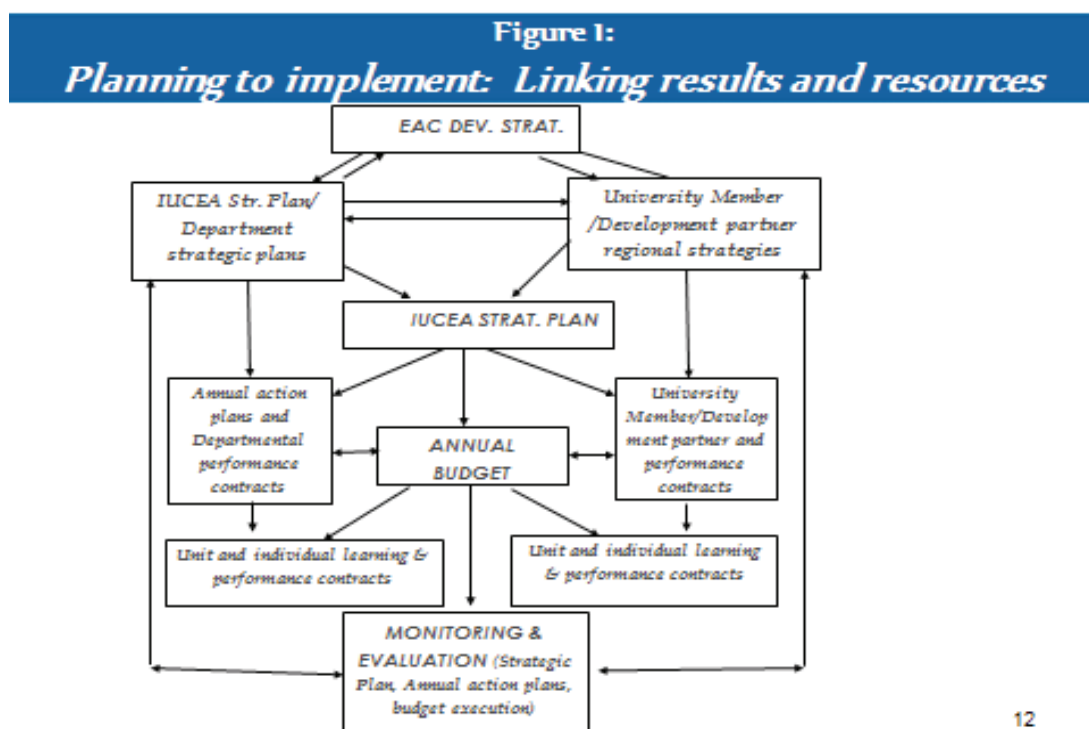 Figure 1:
Planning to implement: Linking results and resources
EAC DEV. STRAT.
IUCEA Str. Plan/
Department
strategic plans
University Member
/Development partner
regional strategies
IUCEA STRAT. PLAN
Annual action
plans and
Departmental
performance
contracts
ANNUAL
BUDGET
University
Member/Develop
ment partner and
performance
contracts
Unit and individual learning &
performance contracts
Unit and individual learning
& performance contracts
MONITORING &
EVALUATION (Strategic
Plan, Annual action plans,
budget execution)
12